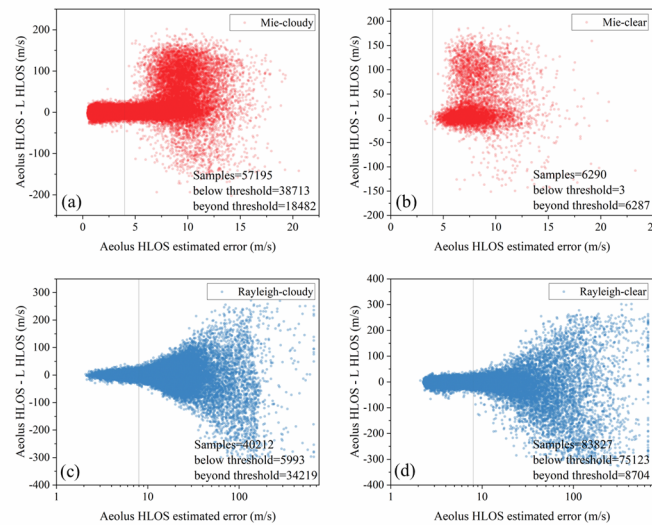 Mie-cloudy
Aeolus HLOS - L HLOS (m/s)
200
100
0
-100
-200
Samples=57195
below threshold=38713
beyond threshold=18482
(a)
0 5 10 15 20
Aeolus HLOS estimated error (m/s)
Mie-clear
Aeolus HLOS - L HLOS (m/s)
200
150
100
50
0
-50
-100
-150
-200
Samples=6290
below threshold=3
beyond threshold=6287
(b)
0 5 10 15 20 25
Aeolus HLOS estimated error (m/s)
Rayleigh-cloudy
Aeolus HLOS - L HLOS (m/s)
300
200
100
0
-100
-200
-300
-400
Samples=40212
below threshold=5993
beyond threshold=34219
(c)
1 10 100
Aeolus HLOS estimated error (m/s)
Rayleigh-clear
Aeolus HLOS - L HLOS (m/s)
400
300
200
100
0
-100
-200
-300
-400
Samples=83827
below threshold=75123
beyond threshold=8704
(d)
1 10 100
Aeolus HLOS estimated error (m/s)